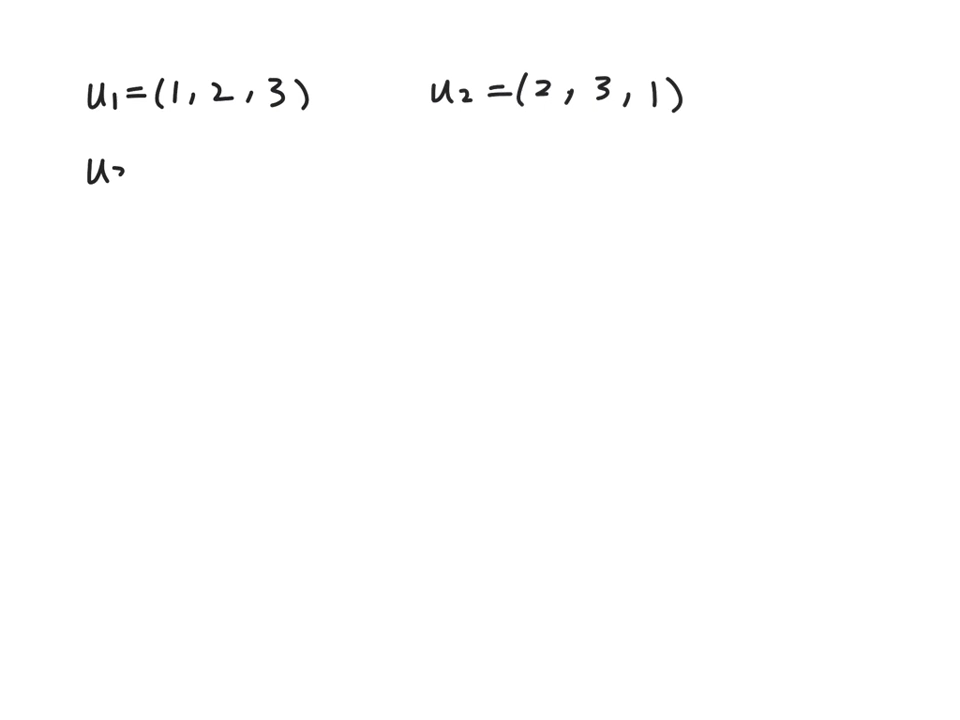 u₁=(1, 2, 3) u₂ =(2, 3, 1)
u